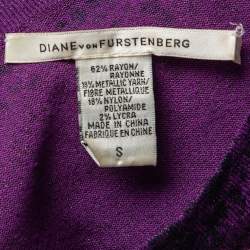 DIANE VON FURSTENBERG
62% RAYON/
RAYONNE
18% METALLIC YARN/
FIBRE METALLIQUE
18% NYLON/
POLYAMIDE
2% LYCRA
MADE IN CHINA
FABRIQUE EN CHINE
S